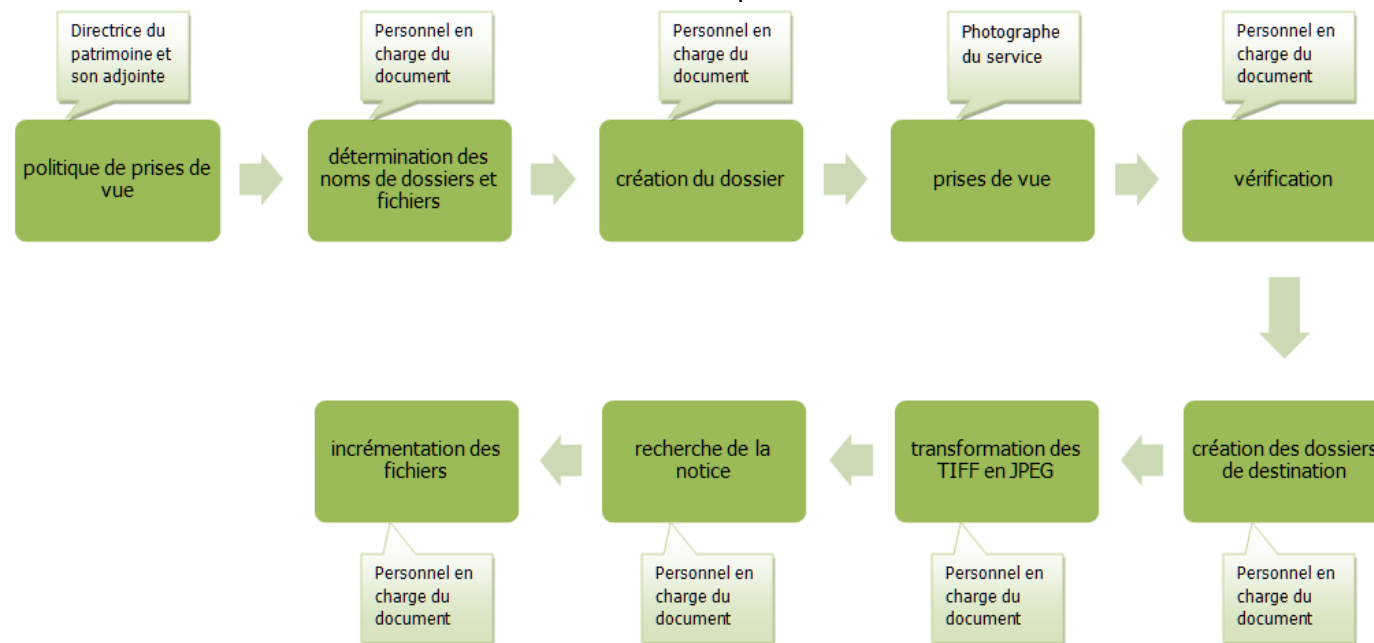 Directrice du
patrimoine et
son adjointe
Personnel en
charge du
document
Personnel en
charge du
document
Photographe
du service
Personnel en
charge du
document
politique de prises de
vue
détermination des
noms de dossiers et
fichiers
création du dossier
prises de vue
vérification
incrémentation des
fichiers
recherche de la
notice
transformation des
TIFF en JPEG
création des dossiers
de destination
Personnel en
charge du
document
Personnel en
charge du
document
Personnel en
charge du
document
Personnel en
charge du
document